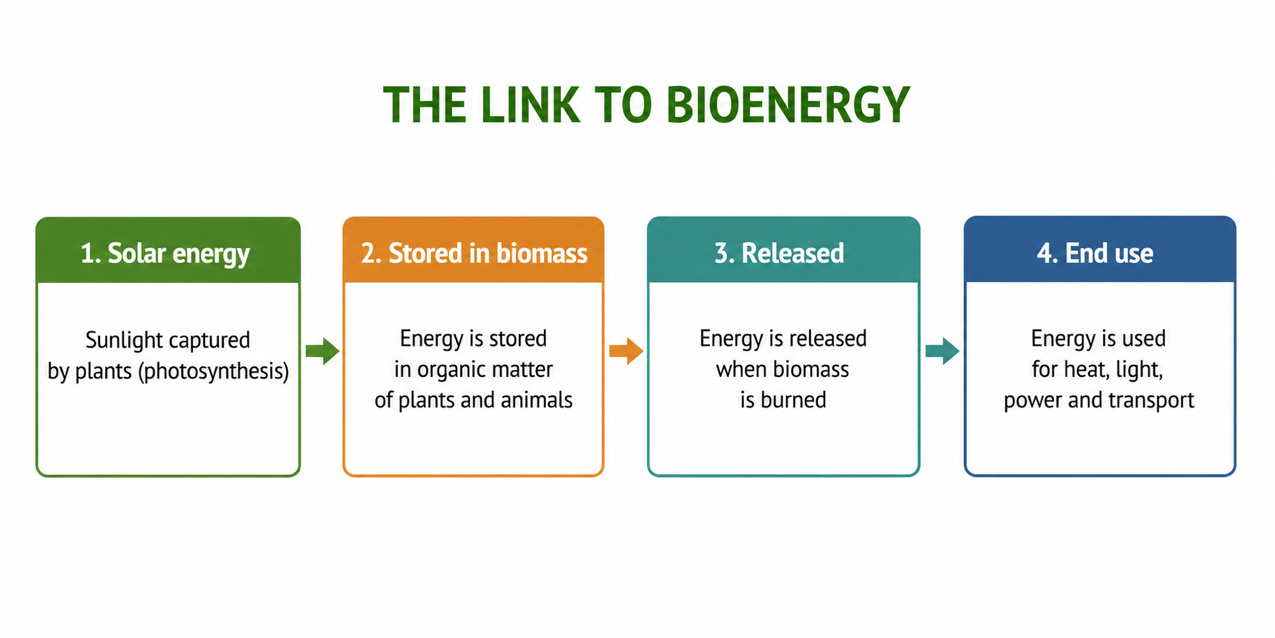 THE LINK TO BIOENERGY
1. Solar energy
Sunlight captured
by plants (photosynthesis)
2. Stored in biomass
Energy is stored
in organic matter
of plants and animals
3. Released
Energy is released
when biomass
is burned
4. End use
Energy is used
for heat, light,
power and transport